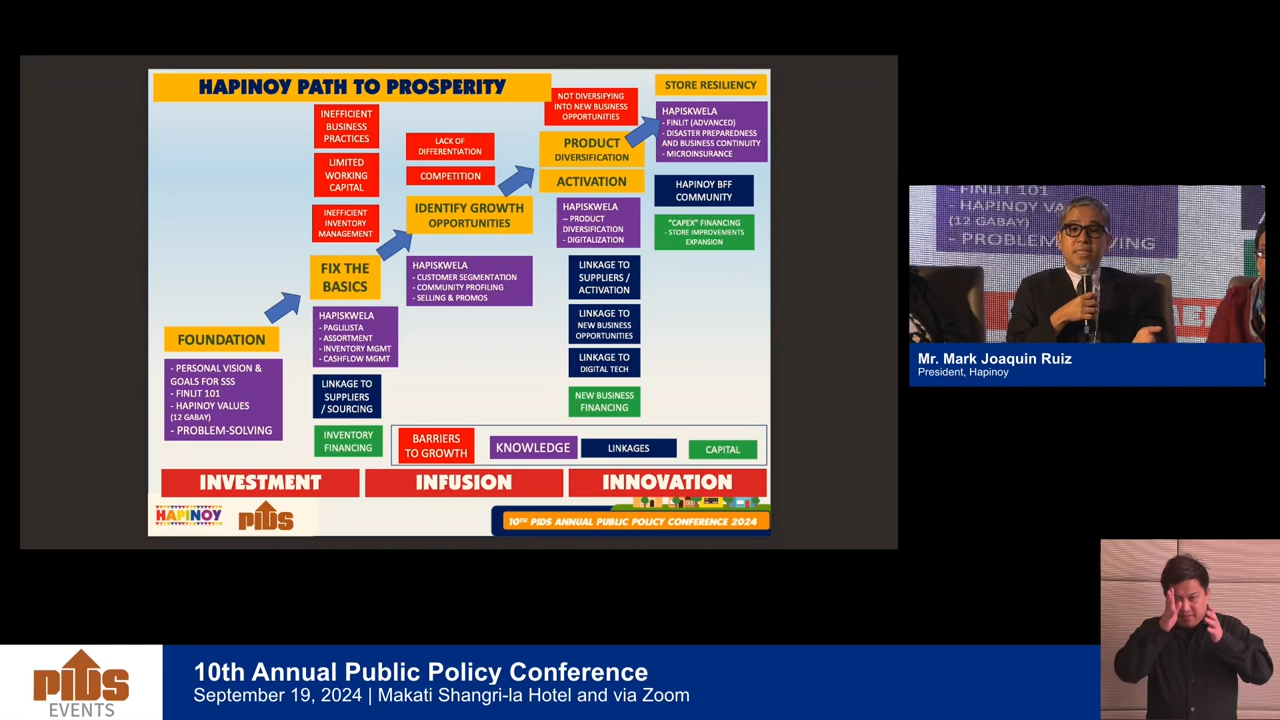 HAPINOY PATH TO PROSPERITY
INEFFICIENT
BUSINESS
PRACTICES
LIMITED
WORKING
CAPITAL
INEFFICIENT
INVENTORY
MANAGEMENT
LACK OF
DIFFERENTIATION
COMPETITION
NOT DIVERSIFYING
INTO NEW BUSINESS
OPPORTUNITIES
STORE RESILIENCY
HAPISKWELA
- FINLIT (ADVANCED)
- DISASTER PREPAREDNESS
AND BUSINESS CONTINUITY
- MICROINSURANCE
PRODUCT
DIVERSIFICATION
ACTIVATION
HAPINOY BFF
COMMUNITY
"CAPEX" FINANCING
- STORE IMPROVEMENTS
EXPANSION
IDENTIFY GROWTH
OPPORTUNITIES
HAPISKWELA
– PRODUCT
DIVERSIFICATION
- DIGITALIZATION
FIX THE
BASICS
HAPISKWELA
- CUSTOMER SEGMENTATION
- COMMUNITY PROFILING
- SELLING & PROMOS
LINKAGE TO
SUPPLIERS /
ACTIVATION
LINKAGE TO
NEW BUSINESS
OPPORTUNITIES
LINKAGE TO
DIGITAL TECH
NEW BUSINESS
FINANCING
FOUNDATION
- PERSONAL VISION &
GOALS FOR SSS
- FINLIT 101
- HAPINOY VALUES
(12 GABAY)
- PROBLEM-SOLVING
HAPISKWELA
- PAGLILISTA
- ASSORTMENT
- INVENTORY MGMT
- CASHFLOW MGMT
LINKAGE TO
SUPPLIERS
/ SOURCING
INVENTORY
FINANCING
BARRIERS
TO GROWTH
KNOWLEDGE
LINKAGES
CAPITAL
INVESTMENT
INFUSION
INNOVATION
HAPINOY
PIDS
10TH PIDS ANNUAL PUBLIC POLICY CONFERENCE 2024
- FINLIT 101
- HAPINOY VA
(12 GABAY)
- PROBLEM-
VING
Mr. Mark Joaquin Ruiz
President, Hapinoy
PIDS
EVENTS
10th Annual Public Policy Conference
September 19, 2024 | Makati Shangri-la Hotel and via Zoom